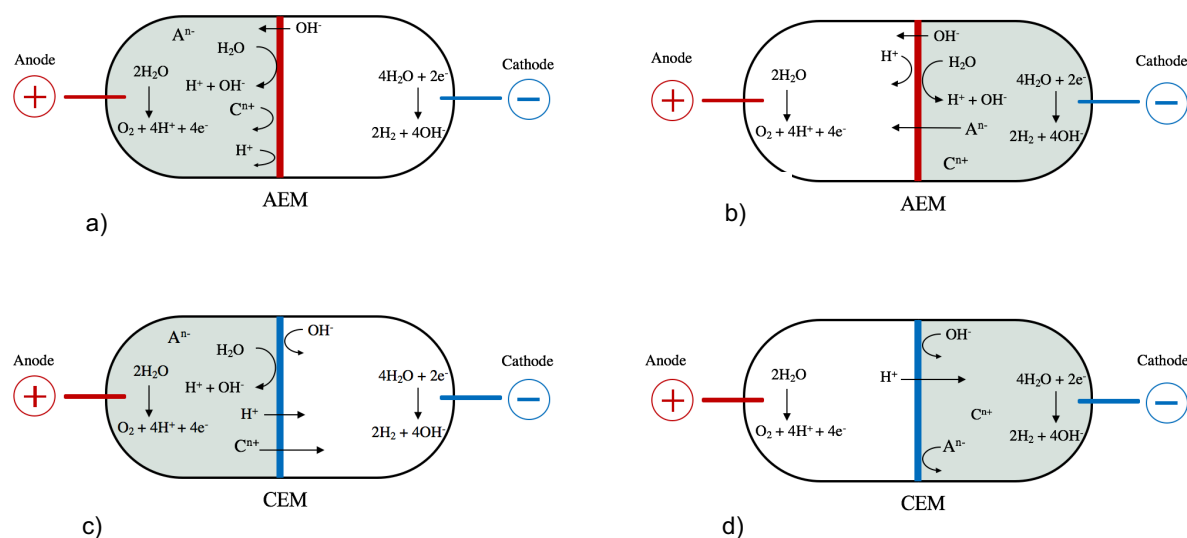 Aⁿ⁻
OH⁻
H₂O
Anode
+
2H₂O
H⁺ + OH⁻
Cⁿ⁺
O₂ + 4H⁺ + 4e⁻
H⁺
4H₂O + 2e⁻
2H₂ + 4OH⁻
Cathode
−
AEM
a)
OH⁻
H⁺
H₂O
Anode
+
2H₂O
O₂ + 4H⁺ + 4e⁻
H⁺ + OH⁻
Aⁿ⁻
Cⁿ⁺
4H₂O + 2e⁻
2H₂ + 4OH⁻
Cathode
−
AEM
b)
Aⁿ⁻
OH⁻
H₂O
Anode
+
2H₂O
H⁺ + OH⁻
H⁺
O₂ + 4H⁺ + 4e⁻
Cⁿ⁺
4H₂O + 2e⁻
2H₂ + 4OH⁻
Cathode
−
CEM
c)
OH⁻
Anode
+
2H₂O
H⁺
O₂ + 4H⁺ + 4e⁻
Cⁿ⁺
Aⁿ⁻
4H₂O + 2e⁻
2H₂ + 4OH⁻
Cathode
−
CEM
d)